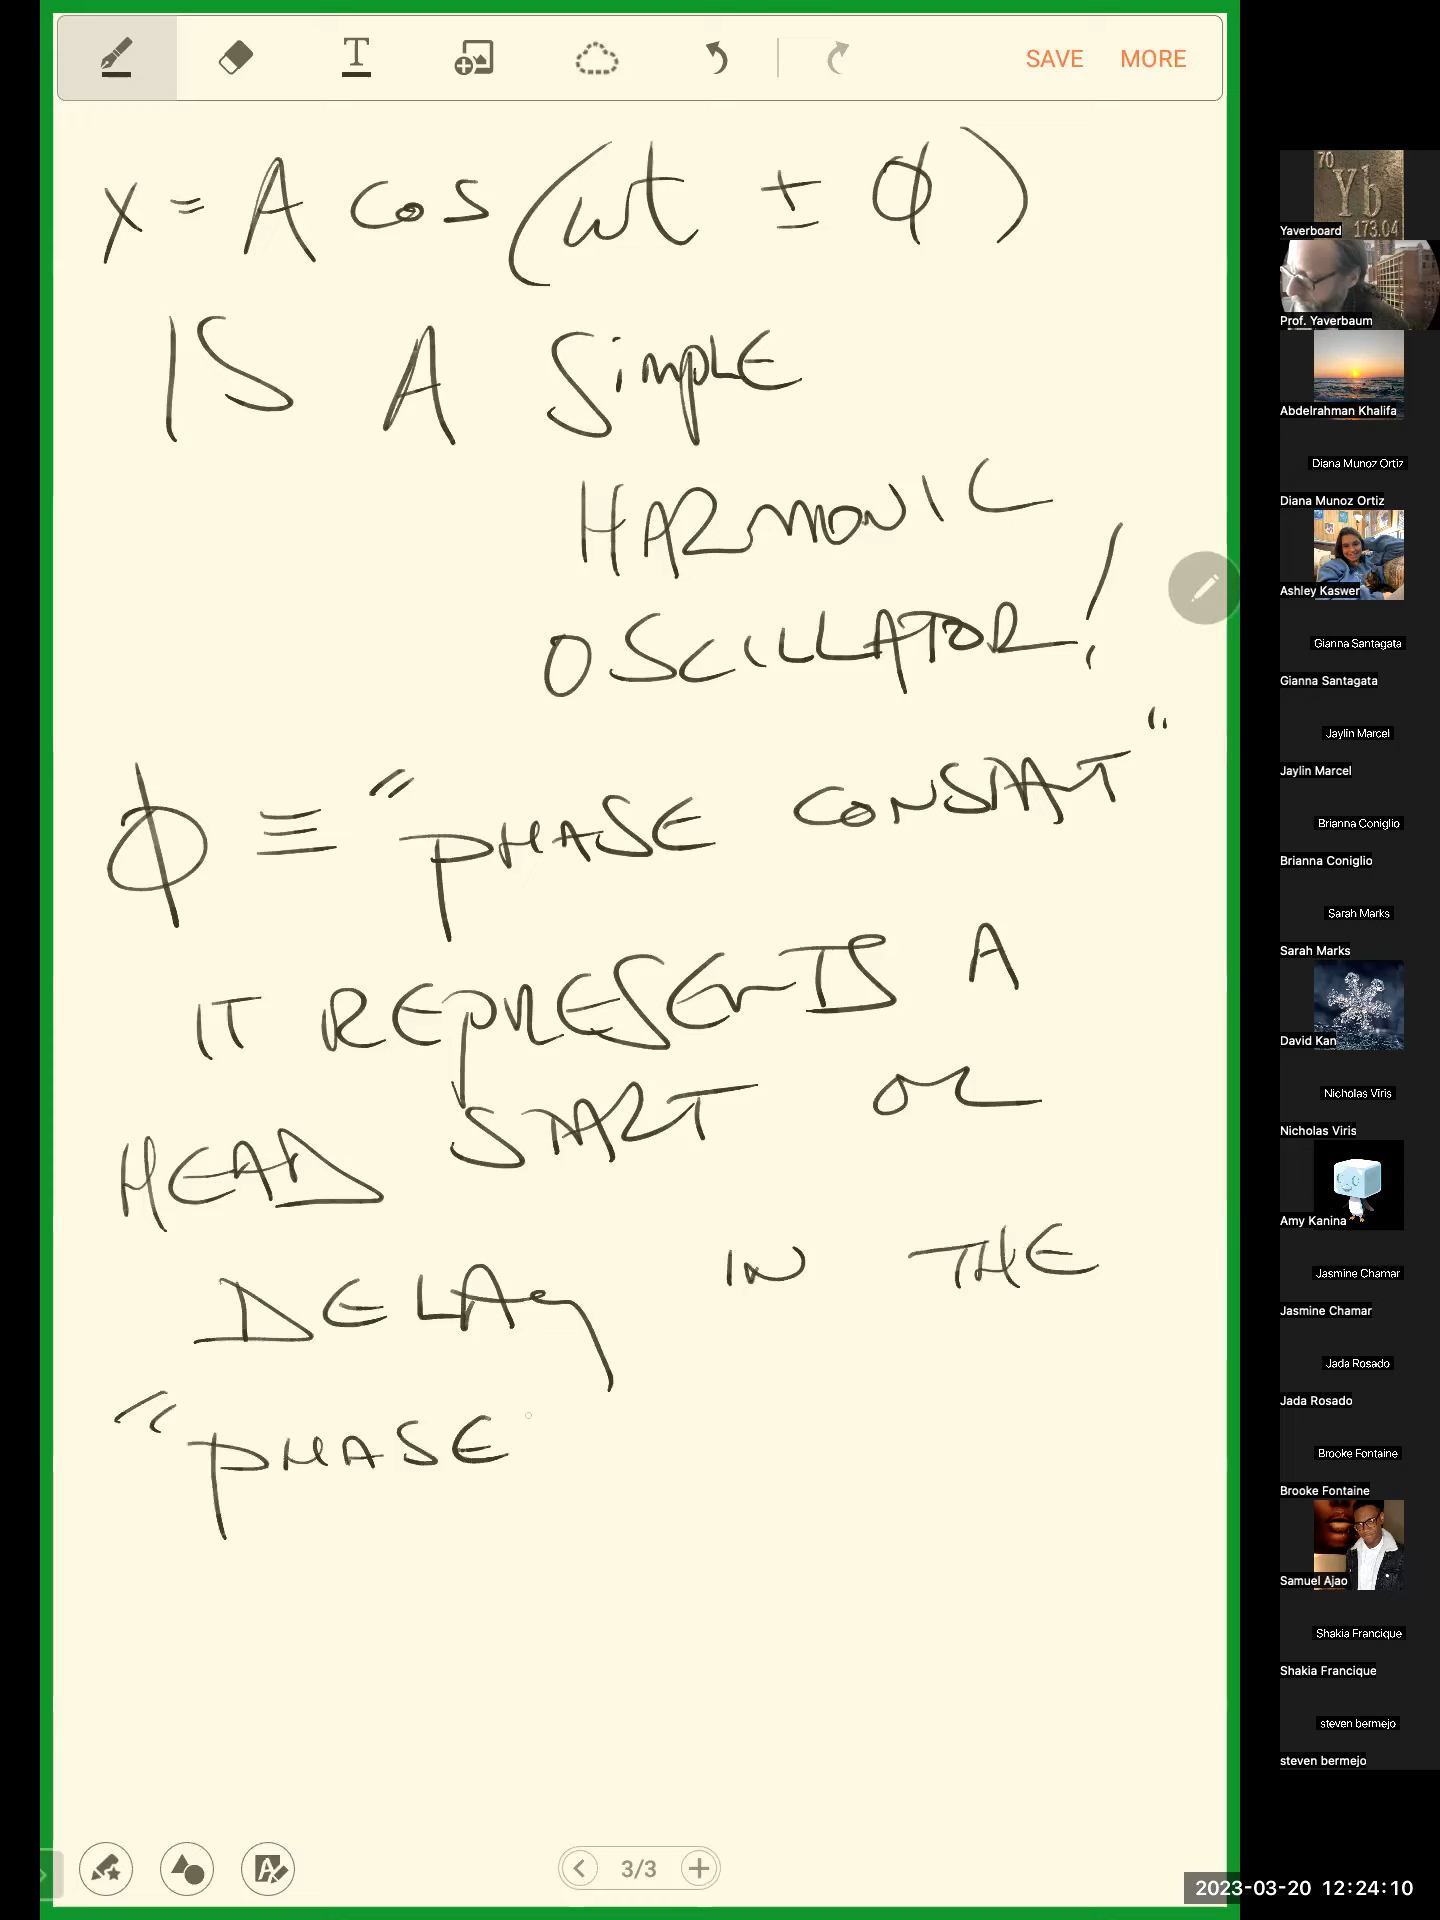 T
SAVE
MORE
x = A cos (ωt ± φ)
IS A SIMPLE
HARMONIC
OSCILLATOR!
φ ≡ "PHASE CONSTANT"
IT REPRESENTS A
HEAD START OR
DELAY IN THE
"PHASE
3/3
70
Yb
173.04
Yaverboard
Prof. Yaverbaum
Abdelrahman Khalifa
Diana Munoz Ortiz
Diana Munoz Ortiz
Ashley Kaswer
Gianna Santagata
Gianna Santagata
Jaylin Marcel
Jaylin Marcel
Brianna Coniglio
Brianna Coniglio
Sarah Marks
Sarah Marks
David Kan
Nicholas Viris
Nicholas Viris
Amy Kanina
Jasmine Chamar
Jasmine Chamar
Jada Rosado
Jada Rosado
Brooke Fontaine
Brooke Fontaine
Samuel Ajao
Shakia Francique
Shakia Francique
steven bermejo
steven bermejo
2023-03-20 12:24:10